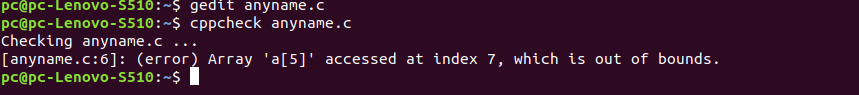 pc@pc-Lenovo-S510:~$ gedit anyname.c
pc@pc-Lenovo-S510:~$ cppcheck anyname.c
Checking anyname.c ...
[anyname.c:6]: (error) Array 'a[5]' accessed at index 7, which is out of bounds.
pc@pc-Lenovo-S510:~$